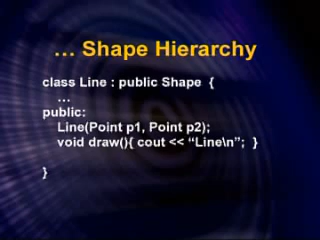 … Shape Hierarchy
class Line : public Shape {
…
public:
Line(Point p1, Point p2);
void draw(){ cout << “Line\n”; }
}